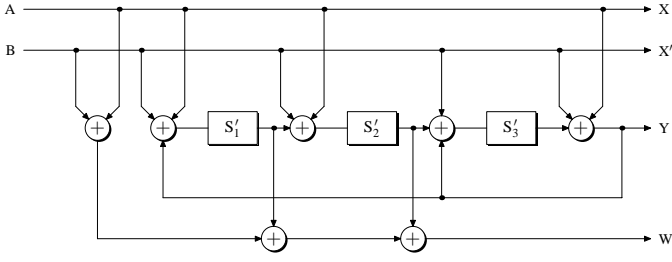 A X
B X′
+ + S′₁ + S′₂ + S′₃ + Y
+ + W